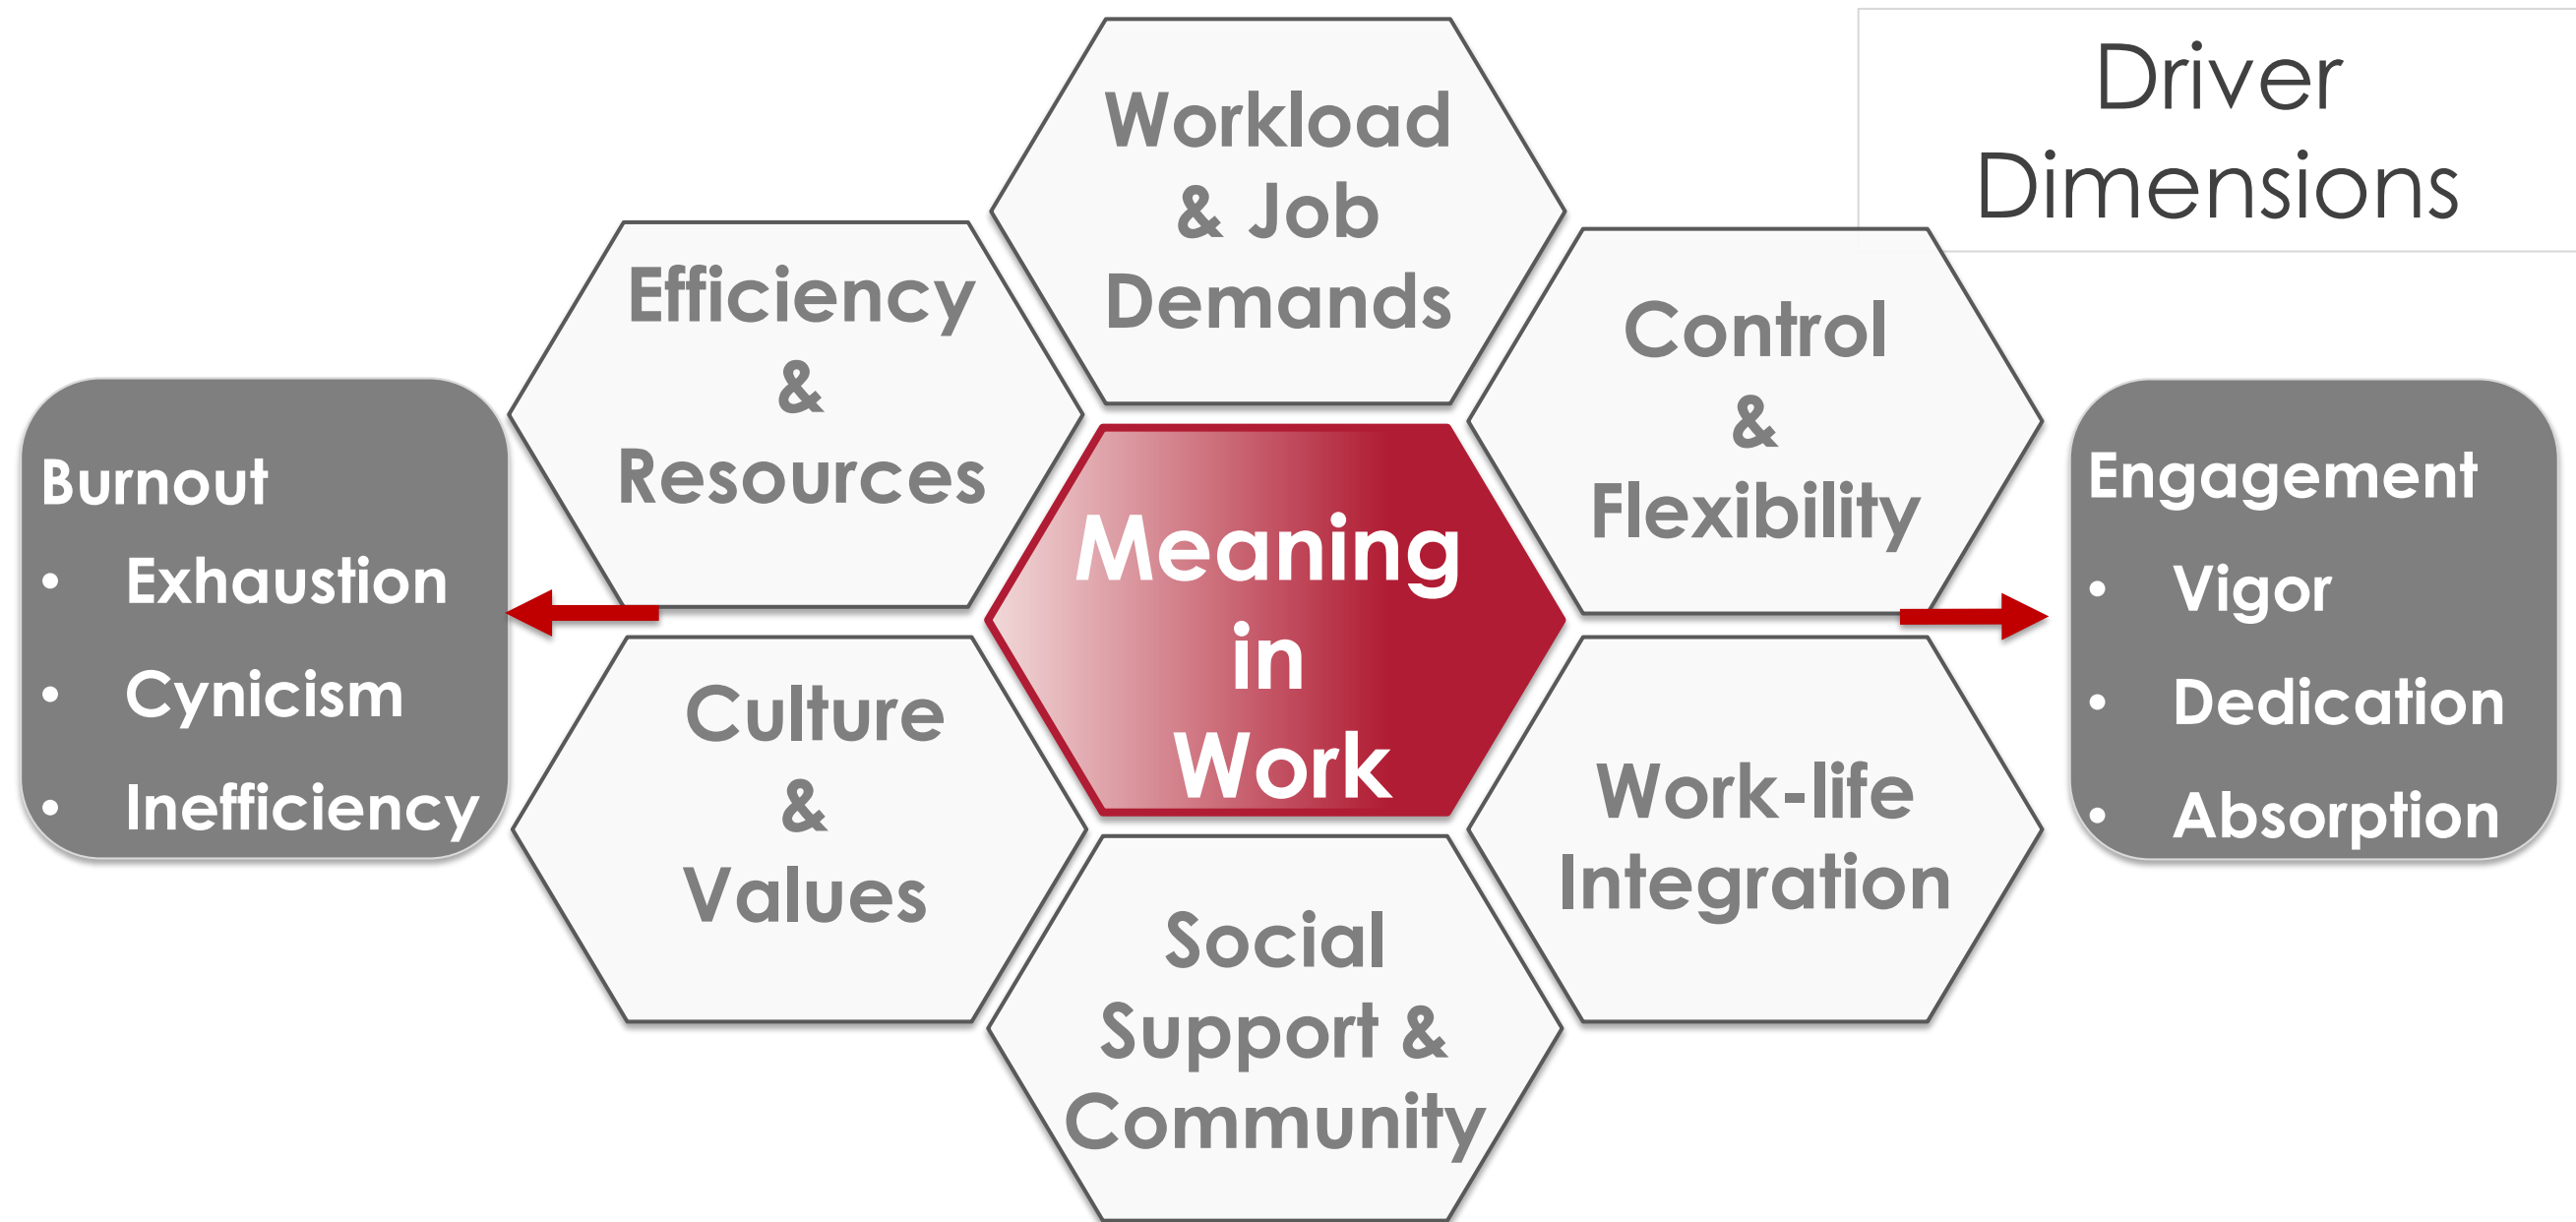 Driver
Dimensions
Workload
& Job
Demands
Efficiency
&
Resources
Control
&
Flexibility
Burnout
• Exhaustion
• Cynicism
• Inefficiency
Meaning
in
Work
Engagement
• Vigor
• Dedication
• Absorption
Culture
&
Values
Work-life
Integration
Social
Support &
Community